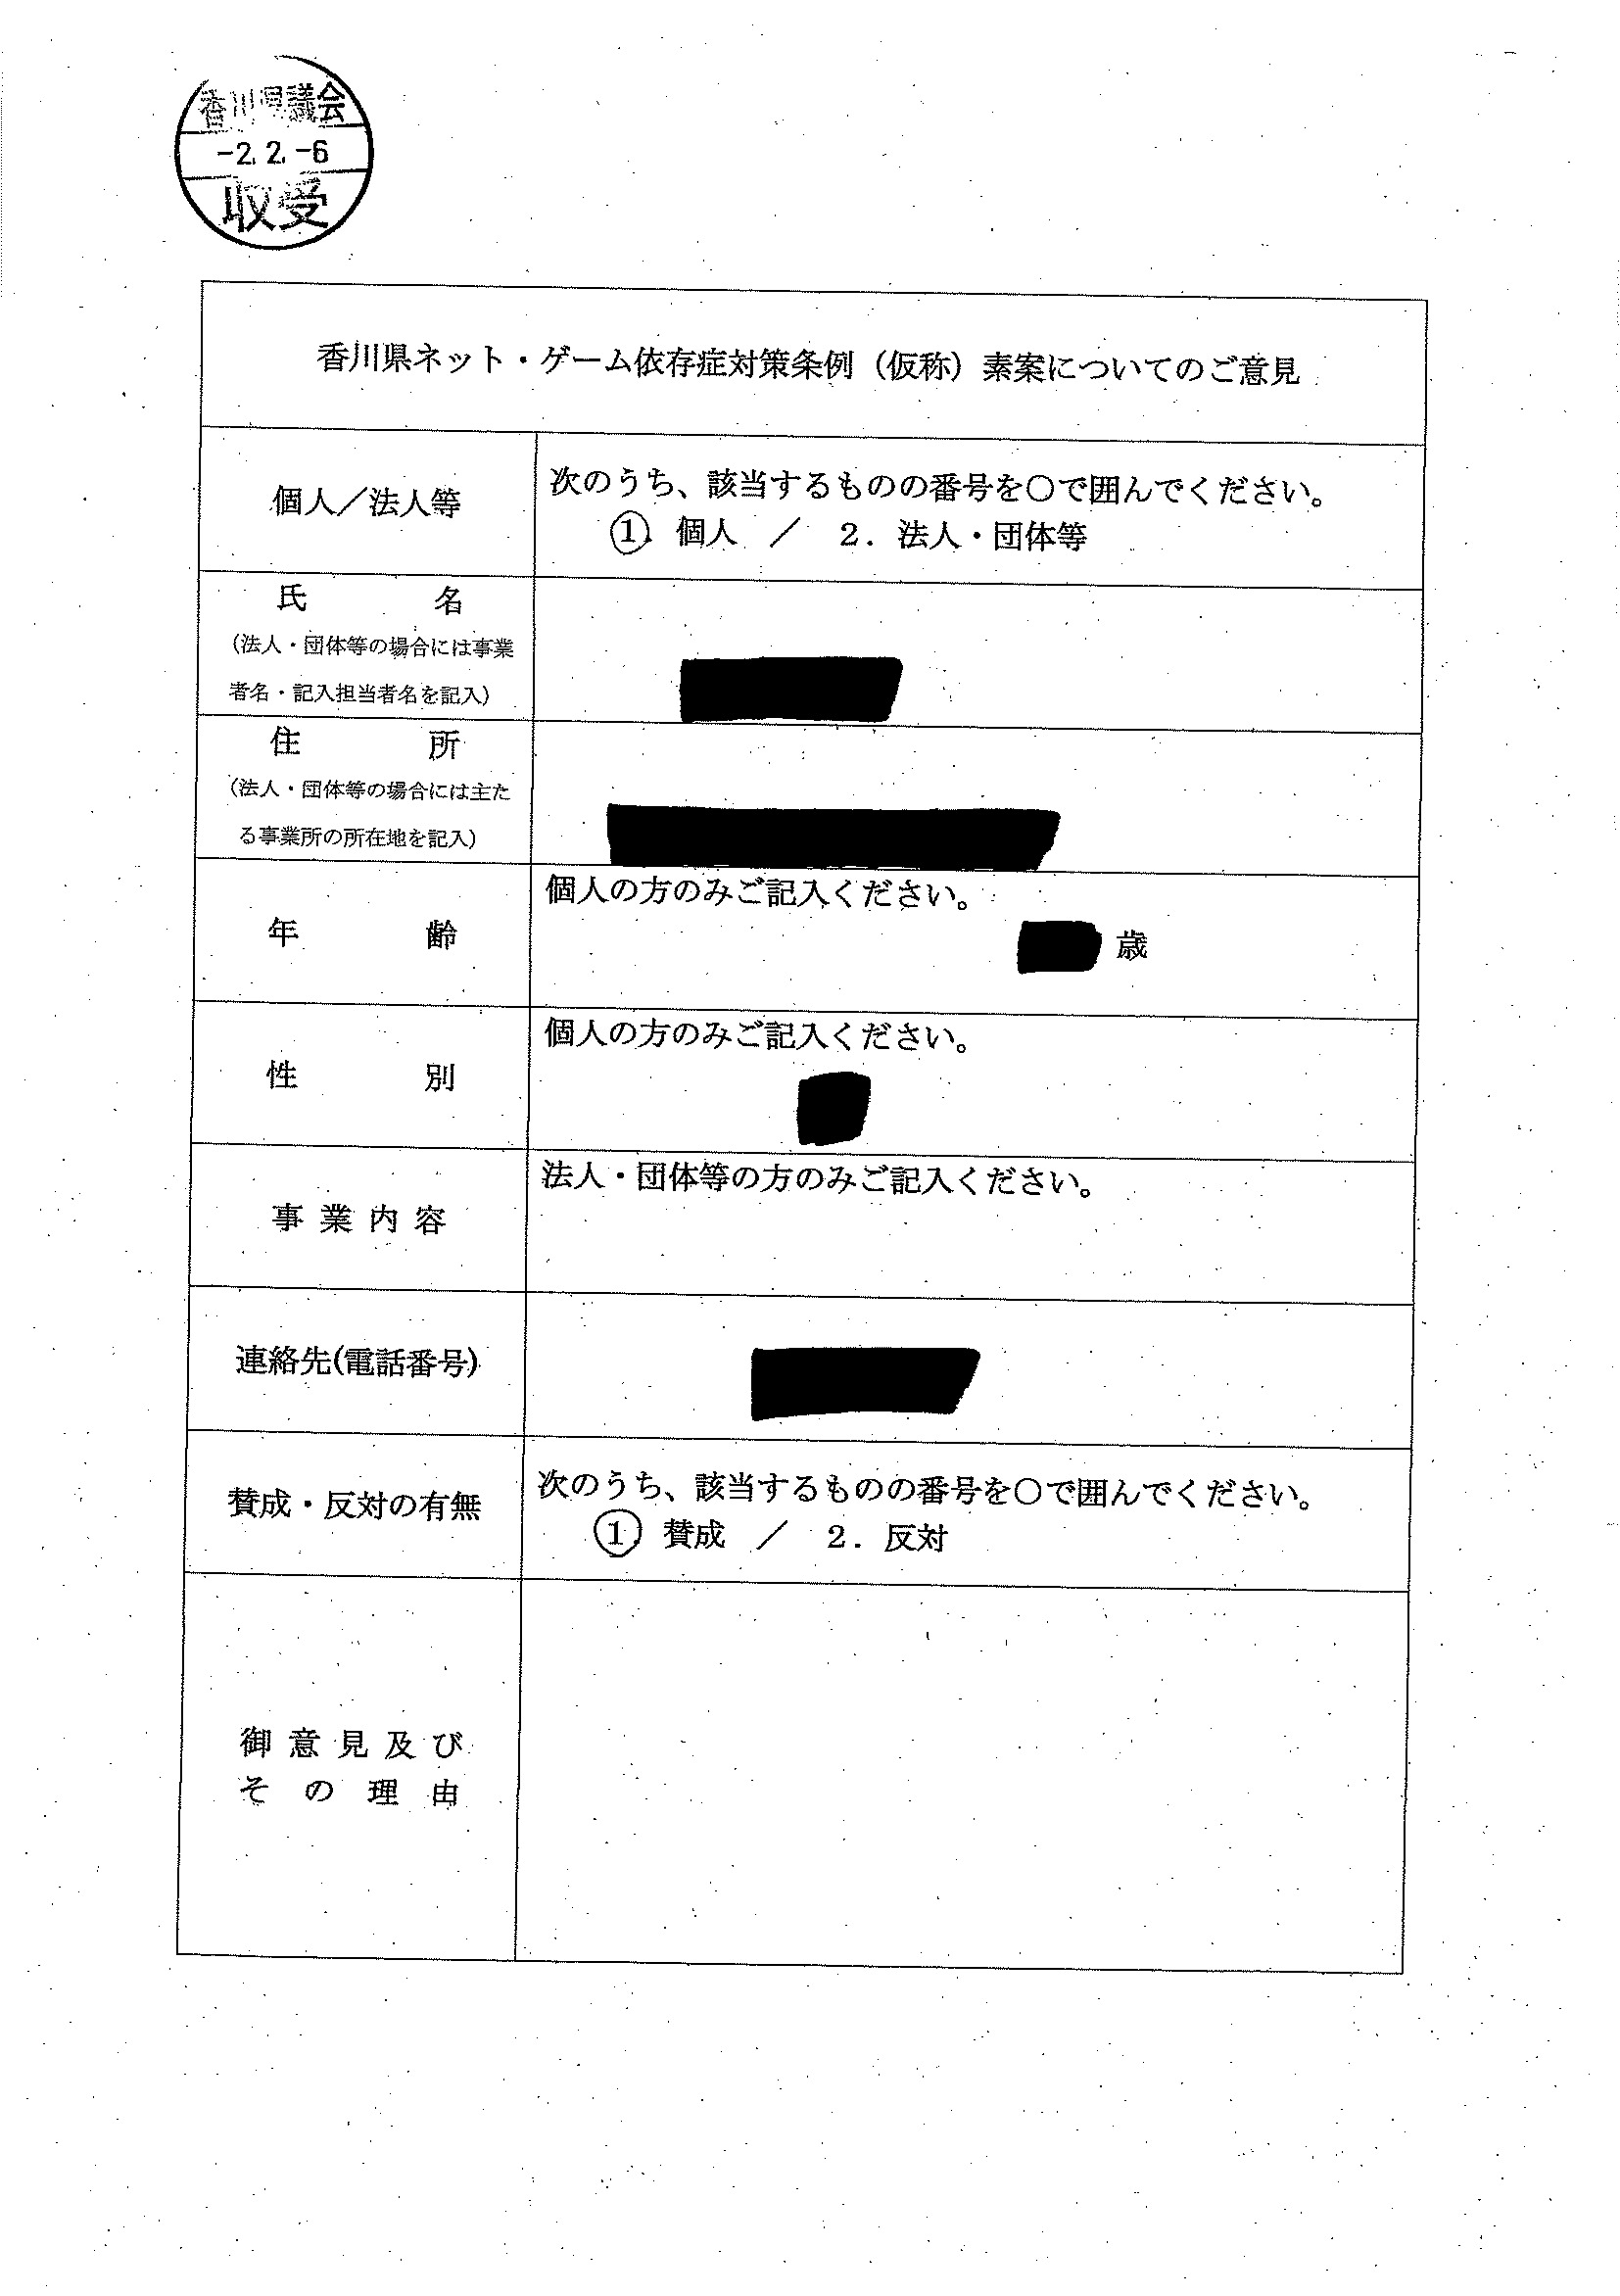 香川県議会
-2.2.-6
収受
香川県ネット・ゲーム依存症対策条例（仮称）素案についてのご意見
個人／法人等
次のうち、該当するものの番号を○で囲んでください。
1. 個人 ／ 2. 法人・団体等
氏 名
（法人・団体等の場合には事業
者名・記入担当者名を記入）
住 所
（法人・団体等の場合には主た
る事業所の所在地を記入）
年 齢
個人の方のみご記入ください。
歳
性 別
個人の方のみご記入ください。
事業内容
法人・団体等の方のみご記入ください。
連絡先(電話番号)
賛成・反対の有無
次のうち、該当するものの番号を○で囲んでください。
1 賛成 ／ 2. 反対
御意見及び
その理由